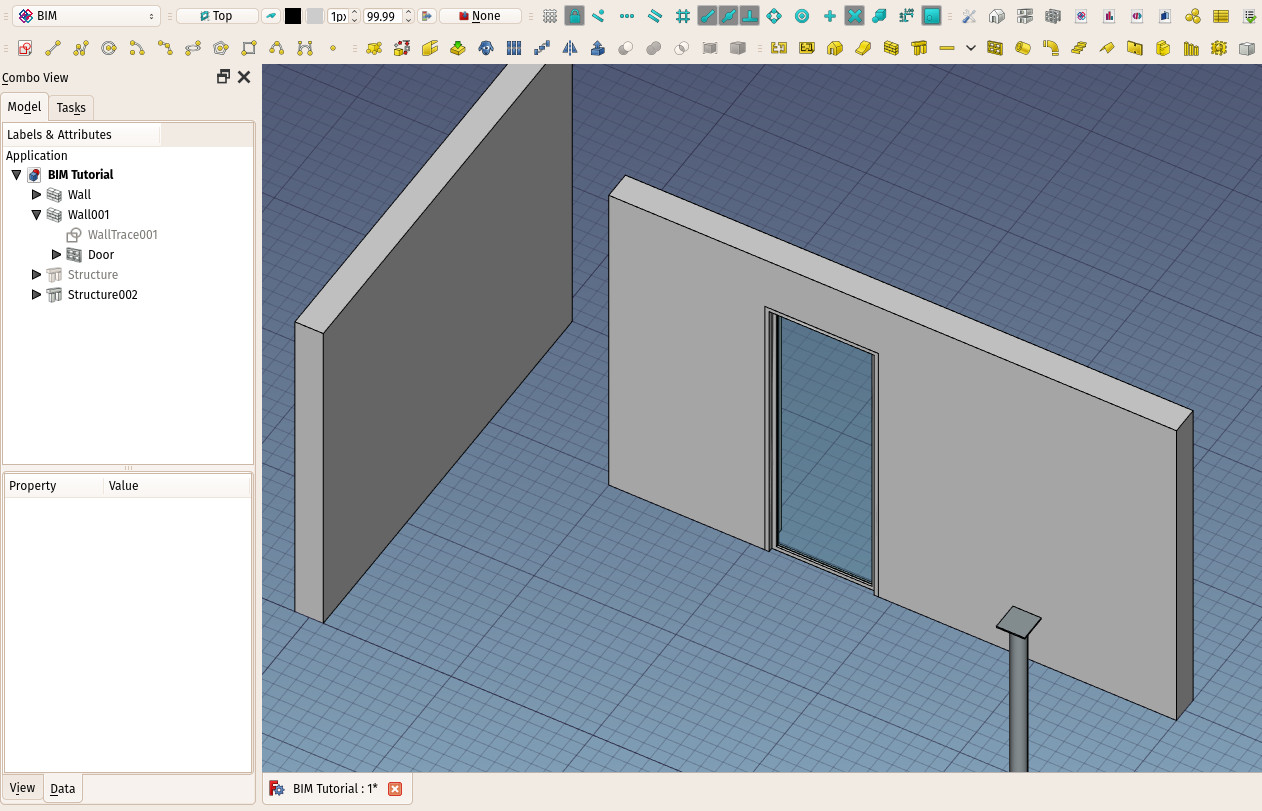 BIM Top 1px 99.99 None
Combo View
Model Tasks
Labels & Attributes
Application
BIM Tutorial
Wall
Wall001
WallTrace001
Door
Structure
Structure002
Property Value
View Data
BIM Tutorial : 1*